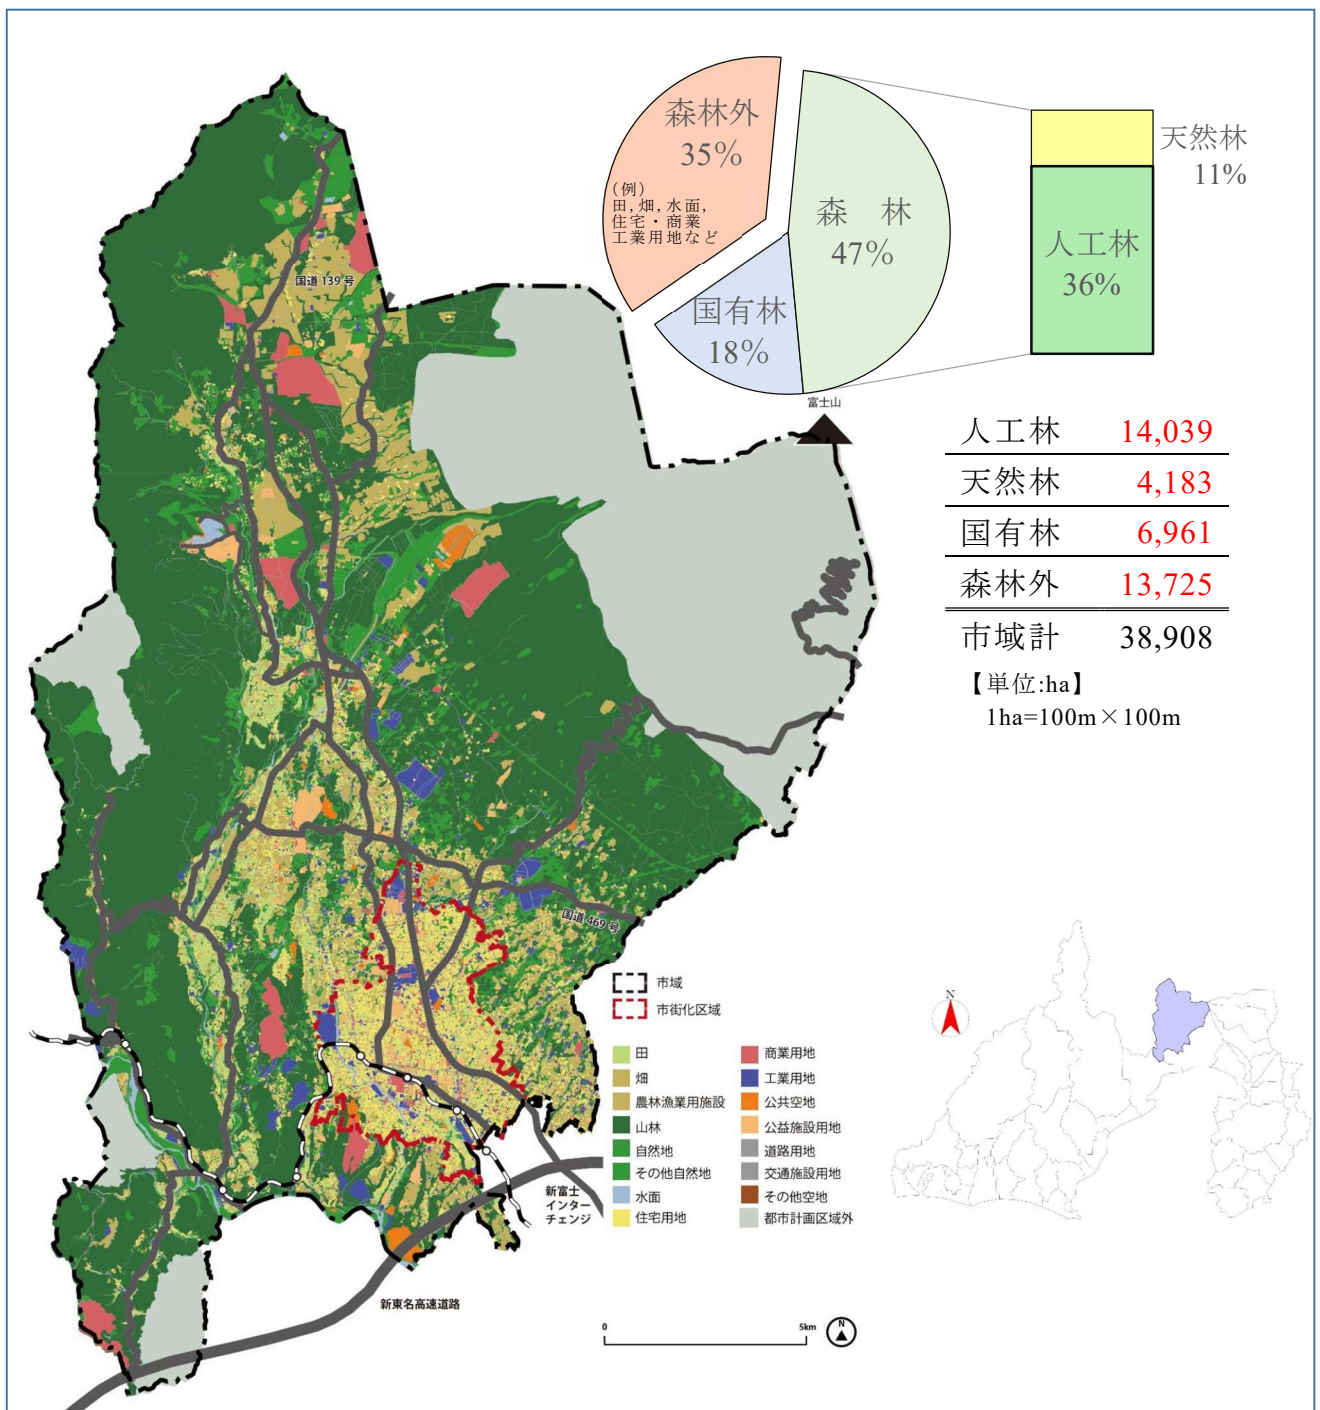 森林外
35%
(例)
田,畑,水面,
住宅・商業
工業用地など
森　林
47%
国有林
18%
天然林
11%
人工林
36%
富士山
人工林 14,039
天然林 4,183
国有林 6,961
森林外 13,725
市域計 38,908
【単位:ha】
1ha=100m×100m
国道 139 号
国道 469 号
市域
市街化区域
田
畑
農林漁業用施設
山林
自然地
その他自然地
水面
住宅用地
商業用地
工業用地
公共空地
公益施設用地
道路用地
交通施設用地
その他空地
都市計画区域外
新富士
インター
チェンジ
新東名高速道路
0 5km
N
N